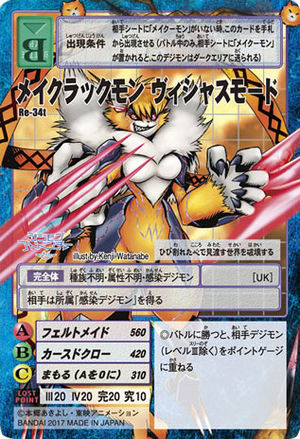 出現条件
相手シートに「メイクーモン」がいない時、このカードを手札
から出現させる (バトル中のみ、相手シートに「メイクーモン」
が置かれると、このデジモンはダークエリアに送られる)
メイクラックモン ヴィシャスモード
Re-34t
illust by Kenji Watanabe
ひび割れた心で見渡す世界を破壊する
完全体
種族不明・属性不明・感染デジモン
[UK]
相手は所属「感染デジモン」を得る
A フェルトメイド 560
B カースドクロー 420
C まもる (Aを0に) 310
◎バトルに勝つと、相手デジモン
(レベルⅢ除く) をポイントゲージ
に重ねる
LOST POINT
Ⅲ20 Ⅳ20 完20 究10
©本郷あきよし・東映アニメーション
BANDAI 2017 MADE IN JAPAN